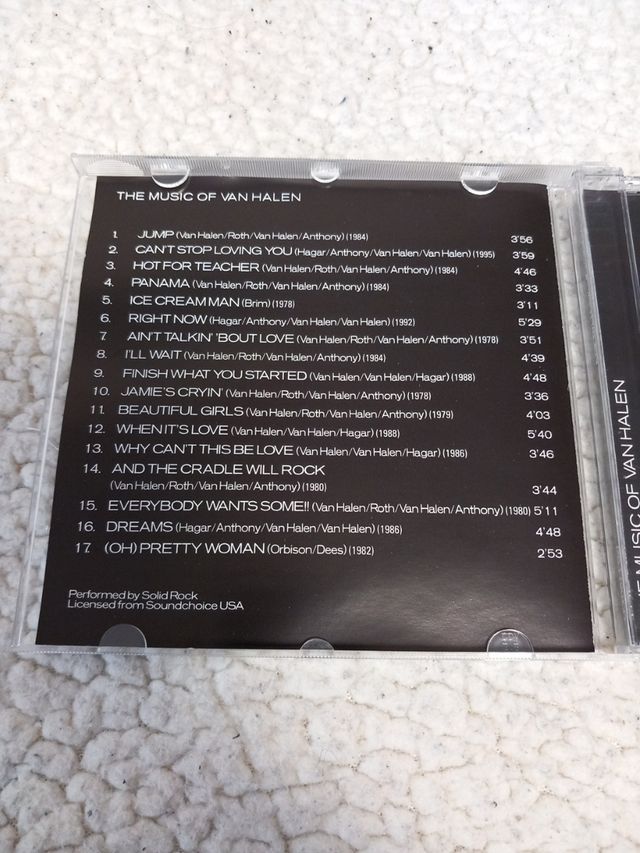 THE MUSIC OF VAN HALEN
1. JUMP (Van Halen/Roth/Van Halen/Anthony) (1984) 3'56
2. CAN'T STOP LOVING YOU (Hagar/Anthony/Van Halen/Van Halen) (1995) 3'59
3. HOT FOR TEACHER (Van Halen/Roth/Van Halen/Anthony) (1984) 4'46
4. PANAMA (Van Halen/Roth/Van Halen/Anthony) (1984) 3'33
5. ICE CREAM MAN (Brim) (1978) 3'11
6. RIGHT NOW (Hagar/Anthony/Van Halen/Van Halen) (1992) 5'29
7. AIN'T TALKIN' 'BOUT LOVE (Van Halen/Roth/Van Halen/Anthony) (1978) 3'51
8. I'LL WAIT (Van Halen/Roth/Van Halen/Anthony) (1984) 4'39
9. FINISH WHAT YOU STARTED (Van Halen/Van Halen/Hagar) (1988) 4'48
10. JAMIE'S CRYIN' (Van Halen/Roth/Van Halen/Anthony) (1978) 3'36
11. BEAUTIFUL GIRLS (Van Halen/Roth/Van Halen/Anthony) (1979) 4'03
12. WHEN IT'S LOVE (Van Halen/Van Halen/Hagar) (1988) 5'40
13. WHY CAN'T THIS BE LOVE (Van Halen/Van Halen/Hagar) (1986) 3'46
14. AND THE CRADLE WILL ROCK
(Van Halen/Roth/Van Halen/Anthony) (1980) 3'44
15. EVERYBODY WANTS SOME!! (Van Halen/Roth/Van Halen/Anthony) (1980) 5'11
16. DREAMS (Hagar/Anthony/Van Halen/Van Halen) (1986) 4'48
17. (OH) PRETTY WOMAN (Orbison/Dees) (1982) 2'53
Performed by Solid Rock
Licensed from Soundchoice USA
MUSIC OF VAN HALEN